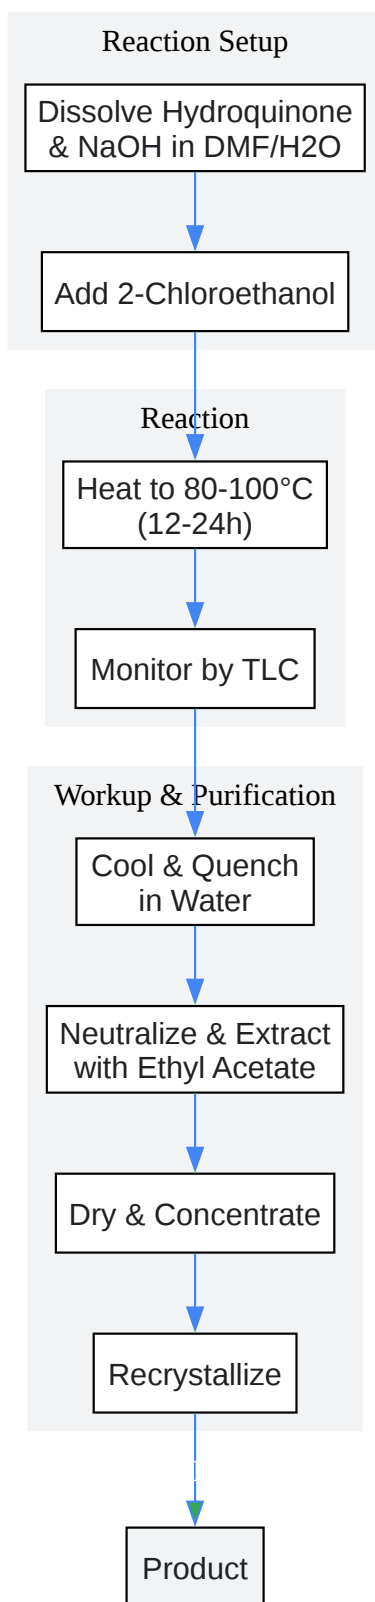 Reaction Setup
Dissolve Hydroquinone
& NaOH in DMF/H2O
Add 2-Chloroethanol
Reaction
Heat to 80-100°C
(12-24h)
Monitor by TLC
Workup & Purification
Cool & Quench
in Water
Neutralize & Extract
with Ethyl Acetate
Dry & Concentrate
Recrystallize
Product